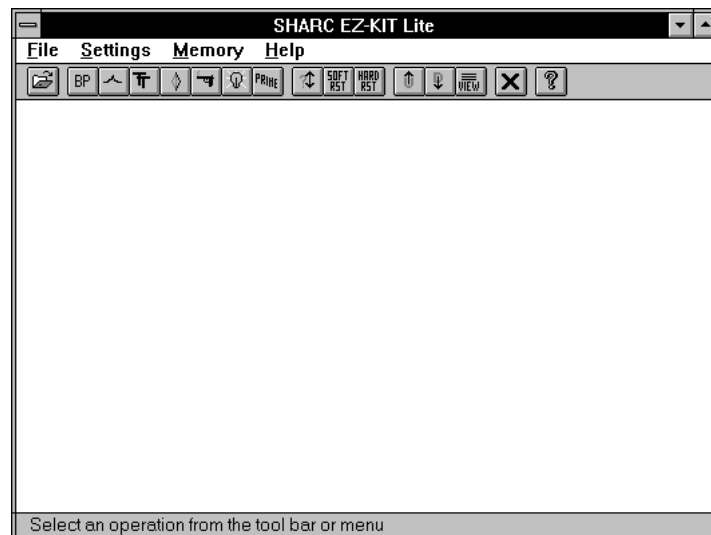 SHARC EZ-KIT Lite
File Settings Memory Help
BP PRIME SOFT RST HARD RST VIEW
Select an operation from the tool bar or menu